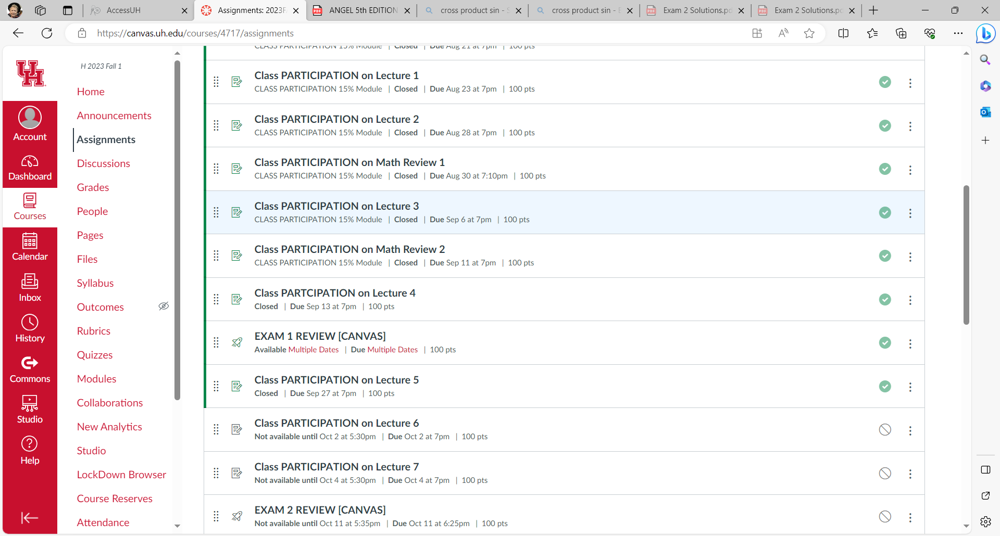 AccessUH
Assignments: 2023F
ANGEL 5th EDITION
cross product sin - S
cross product sin - E
Exam 2 Solutions.pd
Exam 2 Solutions.pd
https://canvas.uh.edu/courses/4717/assignments
Account
Dashboard
Courses
Calendar
Inbox
History
Commons
Studio
Help
H 2023 Fall 1
Home
Announcements
Assignments
Discussions
Grades
People
Pages
Files
Syllabus
Outcomes
Rubrics
Quizzes
Modules
Collaborations
New Analytics
Studio
LockDown Browser
Course Reserves
Attendance
CLASS PARTICIPATION 15% Module | Closed | Due Aug 21 at 7pm | 100 pts
Class PARTICIPATION on Lecture 1
CLASS PARTICIPATION 15% Module | Closed | Due Aug 23 at 7pm | 100 pts
Class PARTICIPATION on Lecture 2
CLASS PARTICIPATION 15% Module | Closed | Due Aug 28 at 7pm | 100 pts
Class PARTICIPATION on Math Review 1
CLASS PARTICIPATION 15% Module | Closed | Due Aug 30 at 7:10pm | 100 pts
Class PARTICIPATION on Lecture 3
CLASS PARTICIPATION 15% Module | Closed | Due Sep 6 at 7pm | 100 pts
Class PARTICIPATION on Math Review 2
CLASS PARTICIPATION 15% Module | Closed | Due Sep 11 at 7pm | 100 pts
Class PARTCIPATION on Lecture 4
Closed | Due Sep 13 at 7pm | 100 pts
EXAM 1 REVIEW [CANVAS]
Available Multiple Dates | Due Multiple Dates | 100 pts
Class PARTICIPATION on Lecture 5
Closed | Due Sep 27 at 7pm | 100 pts
Class PARTICIPATION on Lecture 6
Not available until Oct 2 at 5:30pm | Due Oct 2 at 7pm | 100 pts
Class PARTICIPATION on Lecture 7
Not available until Oct 4 at 5:30pm | Due Oct 4 at 7pm | 100 pts
EXAM 2 REVIEW [CANVAS]
Not available until Oct 11 at 5:35pm | Due Oct 11 at 6:25pm | 100 pts